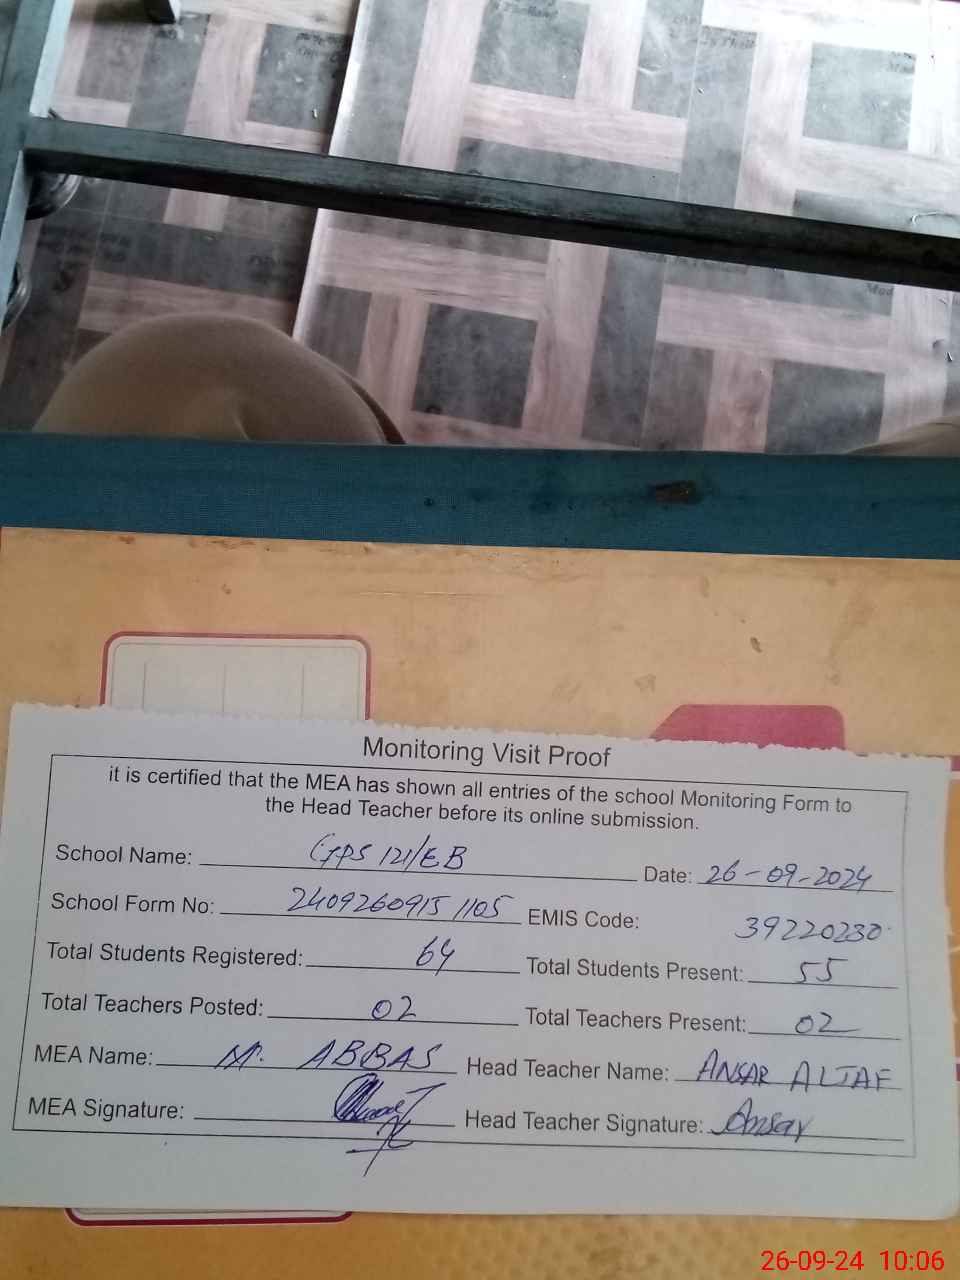 Monitoring Visit Proof
it is certified that the MEA has shown all entries of the school Monitoring Form to
the Head Teacher before its online submission.
School Name: GPS 121/EB Date: 26-09-2024
School Form No: 24092609151105 EMIS Code: 39220230
Total Students Registered: 64 Total Students Present: 55
Total Teachers Posted: 02 Total Teachers Present: 02
MEA Name: M. ABBAS Head Teacher Name: ANSAR ALTAF
MEA Signature: Head Teacher Signature: Ansar
26-09-24 10:06